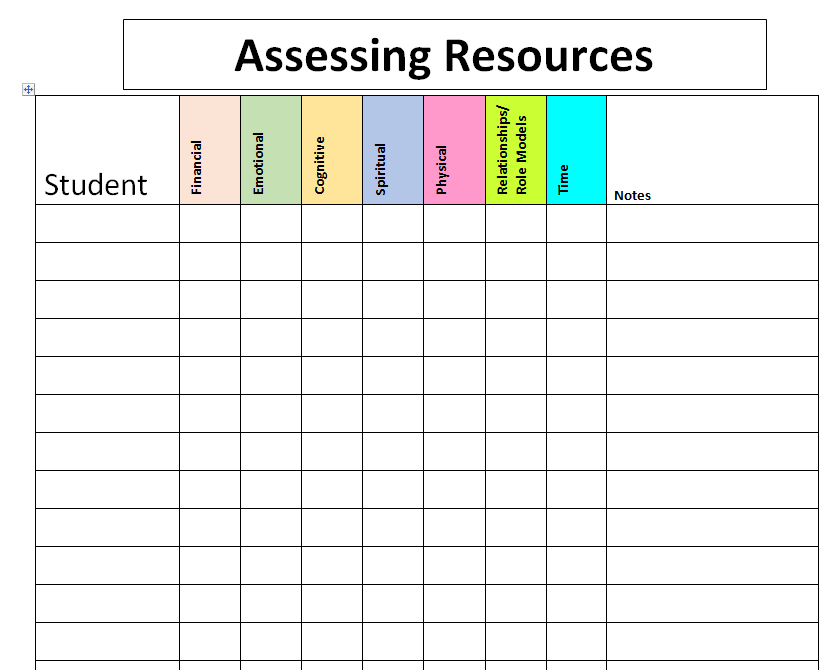 Assessing Resources
Student
Financial
Emotional
Cognitive
Spiritual
Physical
Relationships/
Role Models
Time
Notes